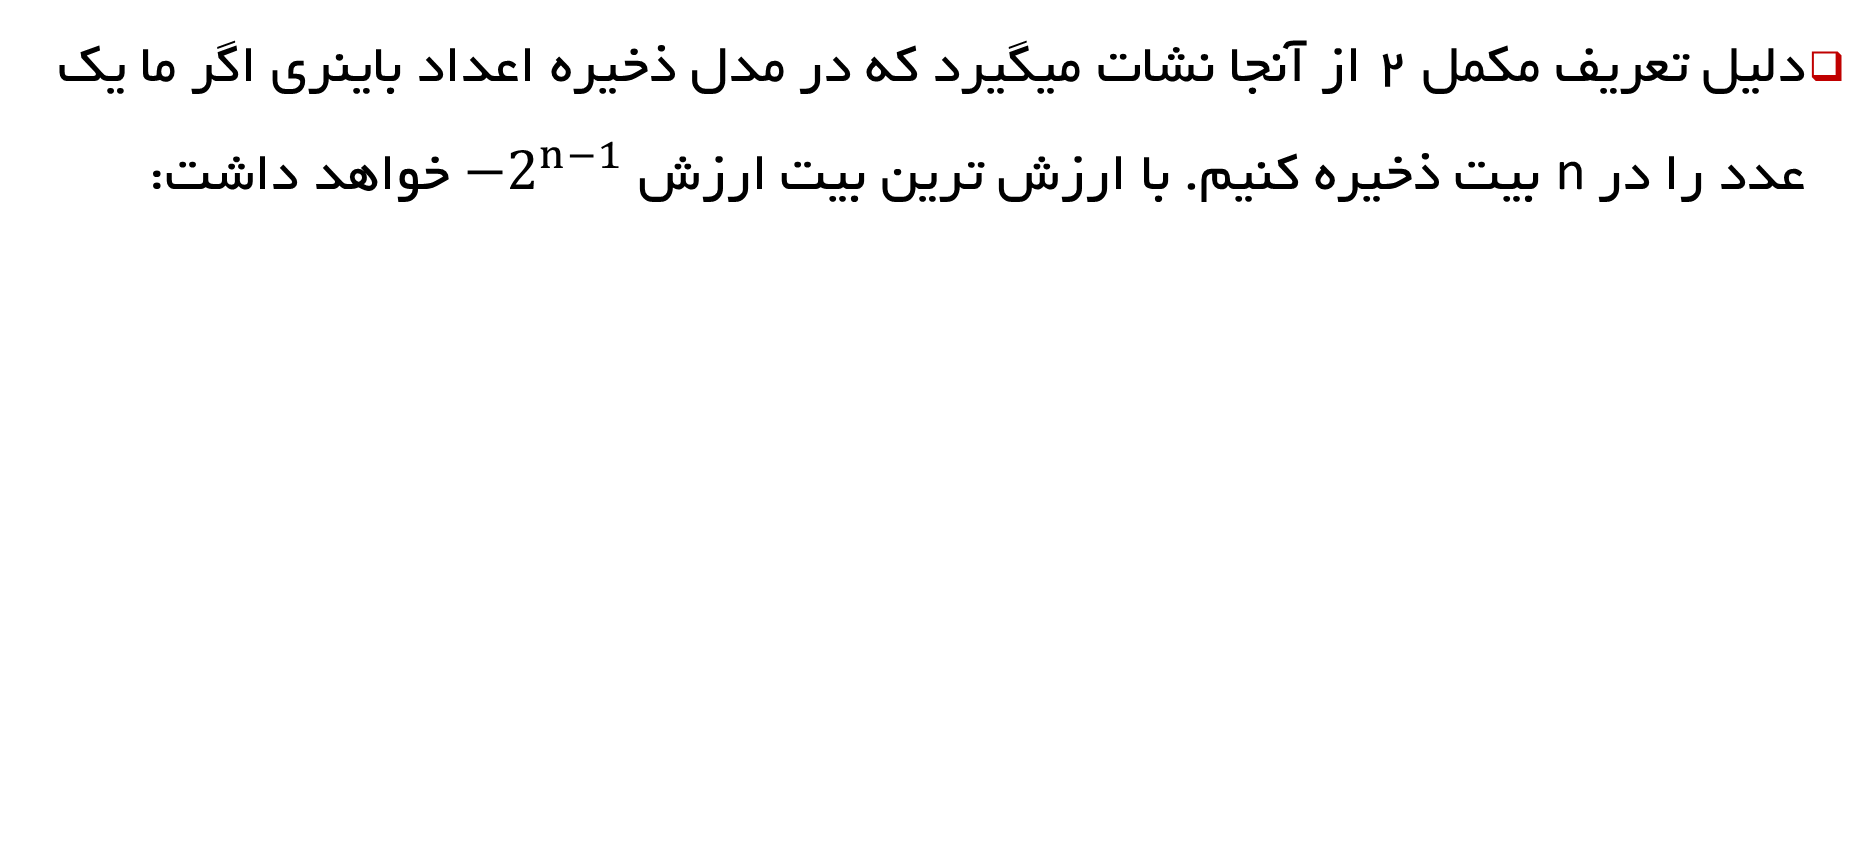 ❑دلیل تعریف مکمل ۲ از آنجا نشات میگیرد که در مدل ذخیره اعداد باینری اگر ما یک
عدد را در n بیت ذخیره کنیم. با ارزش ترین بیت ارزش −2ⁿ⁻¹ خواهد داشت: